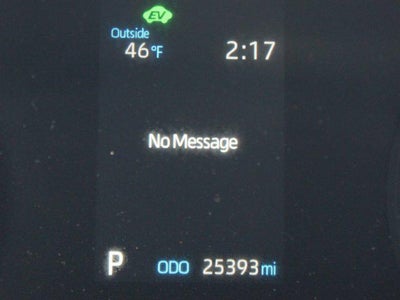 EV
Outside
46°F 2:17
No Message
P ODO 25393 mi